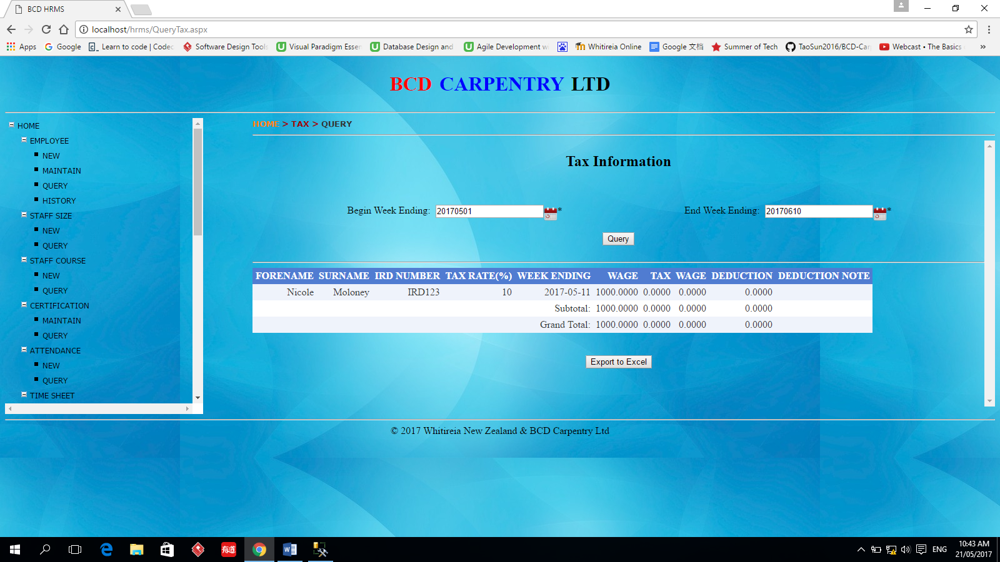 BCD HRMS
localhost/hrms/QueryTax.aspx
Apps Google Learn to code | Codec Software Design Tools Visual Paradigm Essen Database Design and Agile Development w Whitireia Online Google 文档 Summer of Tech TaoSun2016/BCD-Car Webcast • The Basics »
BCD CARPENTRY LTD
HOME
EMPLOYEE
NEW
MAINTAIN
QUERY
HISTORY
STAFF SIZE
NEW
QUERY
STAFF COURSE
NEW
QUERY
CERTIFICATION
MAINTAIN
QUERY
ATTENDANCE
NEW
QUERY
TIME SHEET
HOME > TAX > QUERY
Tax Information
Begin Week Ending: 20170501 * End Week Ending: 20170610 *
Query
FORENAME SURNAME IRD NUMBER TAX RATE(%) WEEK ENDING WAGE TAX WAGE DEDUCTION DEDUCTION NOTE
Nicole Moloney IRD123 10 2017-05-11 1000.0000 0.0000 0.0000 0.0000
Subtotal: 1000.0000 0.0000 0.0000 0.0000
Grand Total: 1000.0000 0.0000 0.0000 0.0000
Export to Excel
© 2017 Whitireia New Zealand & BCD Carpentry Ltd
有道
ENG
10:43 AM
21/05/2017